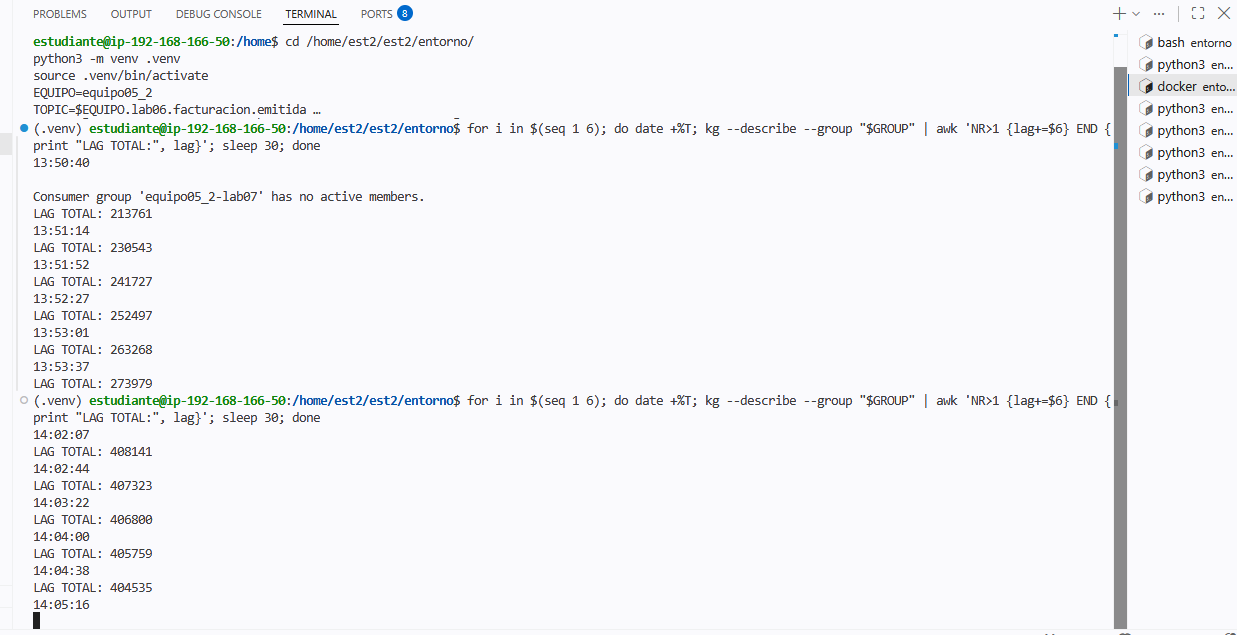 PROBLEMS OUTPUT DEBUG CONSOLE TERMINAL PORTS 8
estudiante@ip-192-168-166-50:/home$ cd /home/est2/est2/entorno/
python3 -m venv .venv
source .venv/bin/activate
EQUIPO=equipo05_2
TOPIC=$EQUIPO.lab06.facturacion.emitida …
(.venv) estudiante@ip-192-168-166-50:/home/est2/est2/entorno$ for i in $(seq 1 6); do date +%T; kg --describe --group "$GROUP" | awk 'NR>1 {lag+=$6} END {
print "LAG TOTAL:", lag}'; sleep 30; done
13:50:40
Consumer group 'equipo05_2-lab07' has no active members.
LAG TOTAL: 213761
13:51:14
LAG TOTAL: 230543
13:51:52
LAG TOTAL: 241727
13:52:27
LAG TOTAL: 252497
13:53:01
LAG TOTAL: 263268
13:53:37
LAG TOTAL: 273979
(.venv) estudiante@ip-192-168-166-50:/home/est2/est2/entorno$ for i in $(seq 1 6); do date +%T; kg --describe --group "$GROUP" | awk 'NR>1 {lag+=$6} END {
print "LAG TOTAL:", lag}'; sleep 30; done
14:02:07
LAG TOTAL: 408141
14:02:44
LAG TOTAL: 407323
14:03:22
LAG TOTAL: 406800
14:04:00
LAG TOTAL: 405759
14:04:38
LAG TOTAL: 404535
14:05:16
bash entorno
python3 en...
docker ento...
python3 en...
python3 en...
python3 en...
python3 en...
python3 en...